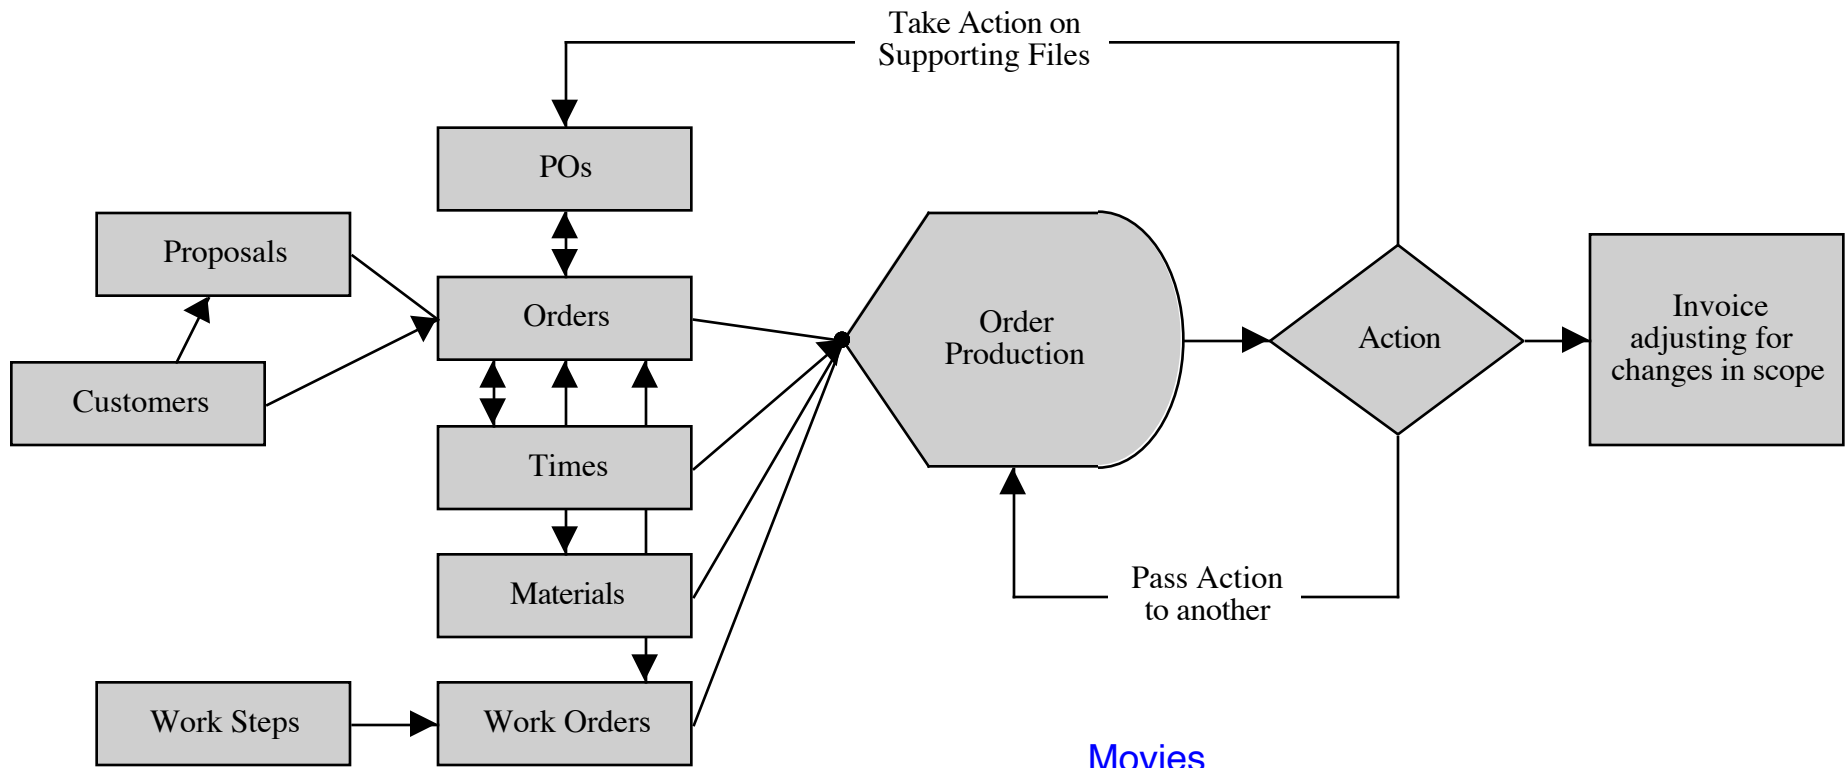 Take Action on
Supporting Files
POs
Proposals
Orders
Customers
Times
Materials
Work Steps
Work Orders
Order
Production
Action
Invoice
adjusting for
changes in scope
Pass Action
to another
Movies